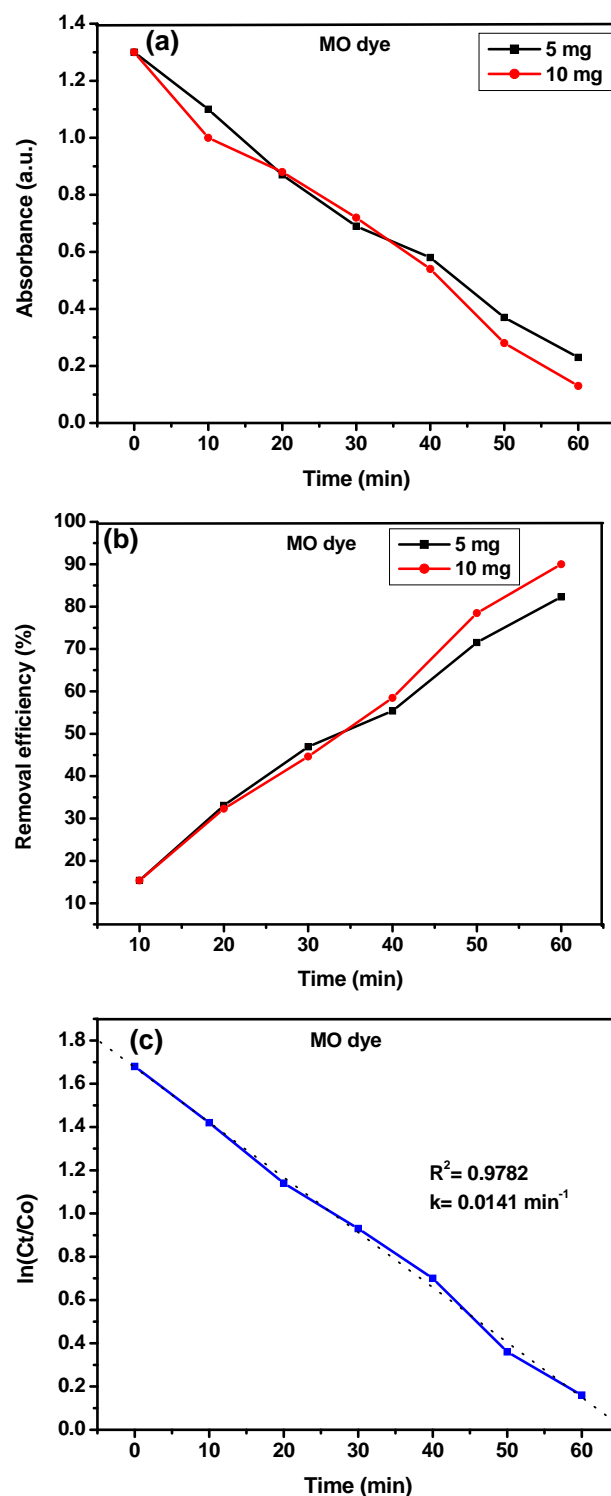 (a)
MO dye
5 mg
10 mg
Absorbance (a.u.)
1.4
1.2
1.0
0.8
0.6
0.4
0.2
0.0
0 10 20 30 40 50 60
Time (min)
(b)
MO dye
5 mg
10 mg
Removal efficiency (%)
100
90
80
70
60
50
40
30
20
10
10 20 30 40 50 60
Time (min)
(c)
MO dye
R²= 0.9782
k= 0.0141 min⁻¹
ln(Ct/Co)
1.8
1.6
1.4
1.2
1.0
0.8
0.6
0.4
0.2
0.0
0 10 20 30 40 50 60
Time (min)